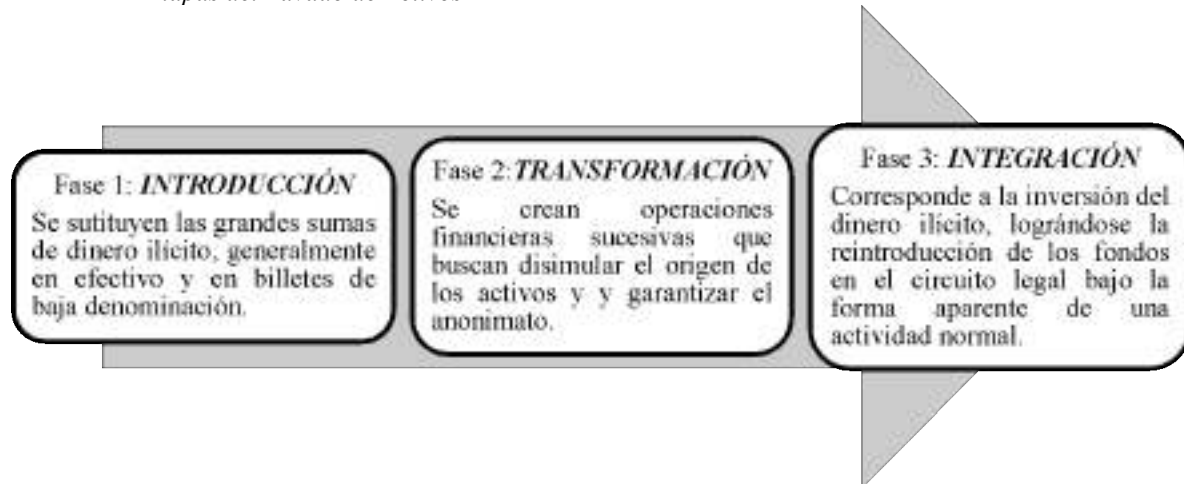 Fase 1: INTRODUCCIÓN
Se sutituyen las grandes sumas
de dinero ilícito, generalmente
en efectivo y en billetes de
baja denominación.
Fase 2: TRANSFORMACIÓN
Se crean operaciones
financieras sucesivas que
buscan disimular el origen de
los activos y y garantizar el
anonimato.
Fase 3: INTEGRACIÓN
Corresponde a la inversión del
dinero ilícito, lográndose la
reintroducción de los fondos
en el circuito legal bajo la
forma aparente de una
actividad normal.